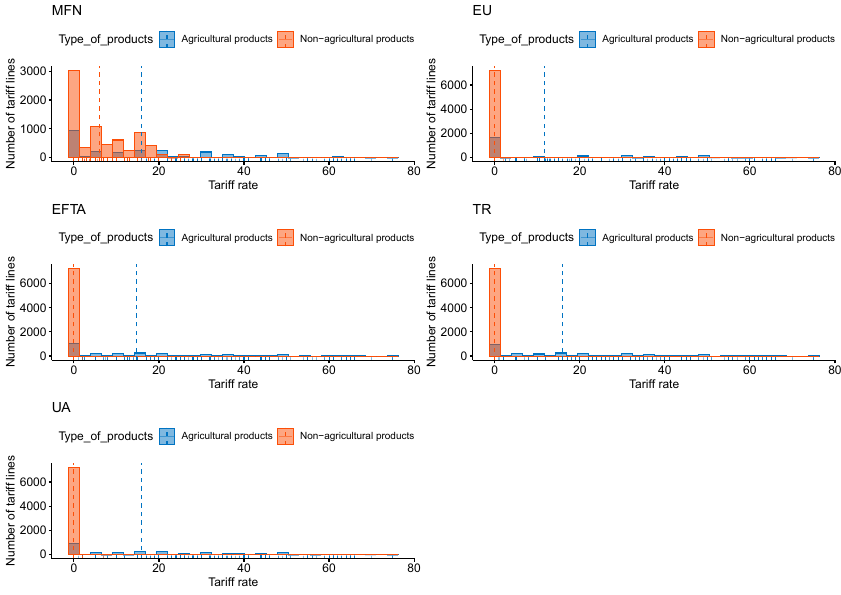 MFN
Type_of_products Agricultural products Non−agricultural products
Number of tariff lines
3000
2000
1000
0
0 20 40 60 80
Tariff rate
EU
Type_of_products Agricultural products Non−agricultural products
Number of tariff lines
6000
4000
2000
0
0 20 40 60 80
Tariff rate
EFTA
Type_of_products Agricultural products Non−agricultural products
Number of tariff lines
6000
4000
2000
0
0 20 40 60 80
Tariff rate
TR
Type_of_products Agricultural products Non−agricultural products
Number of tariff lines
6000
4000
2000
0
0 20 40 60 80
Tariff rate
UA
Type_of_products Agricultural products Non−agricultural products
Number of tariff lines
6000
4000
2000
0
0 20 40 60 80
Tariff rate